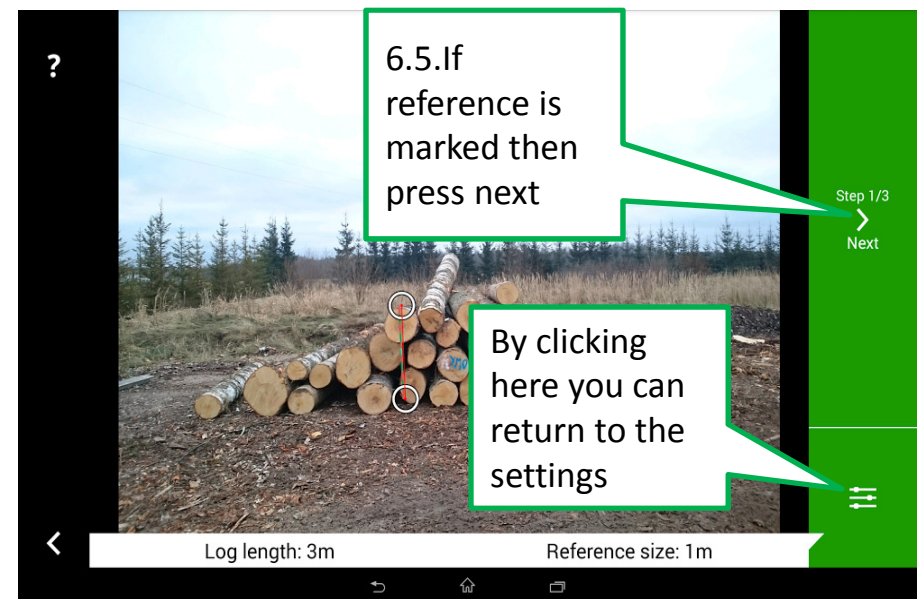 ?
6.5.If
reference is
marked then
press next
Step 1/3
Next
By clicking
here you can
return to the
settings
Log length: 3m
Reference size: 1m